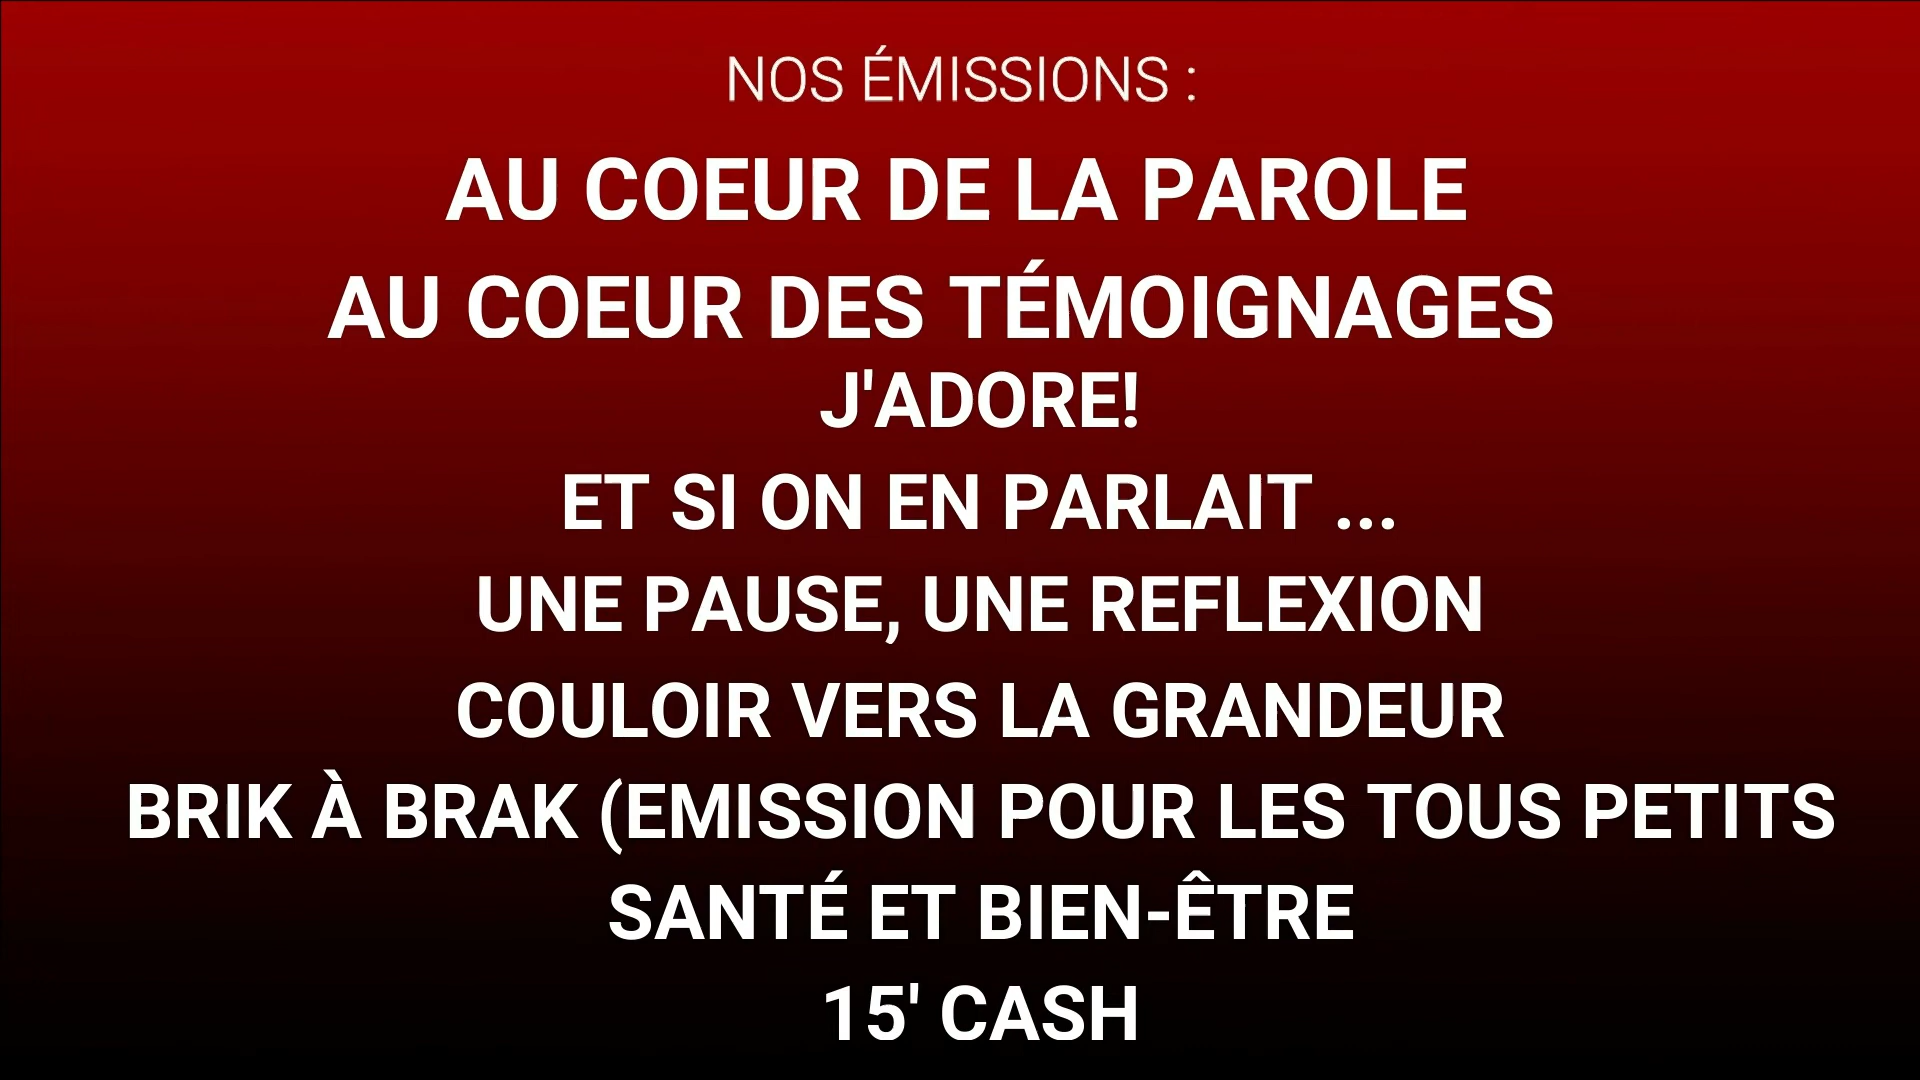 NOS ÉMISSIONS :
AU COEUR DE LA PAROLE
AU COEUR DES TÉMOIGNAGES
J'ADORE!
ET SI ON EN PARLAIT ...
UNE PAUSE, UNE REFLEXION
COULOIR VERS LA GRANDEUR
BRIK À BRAK (EMISSION POUR LES TOUS PETITS
SANTÉ ET BIEN-ÊTRE
15' CASH